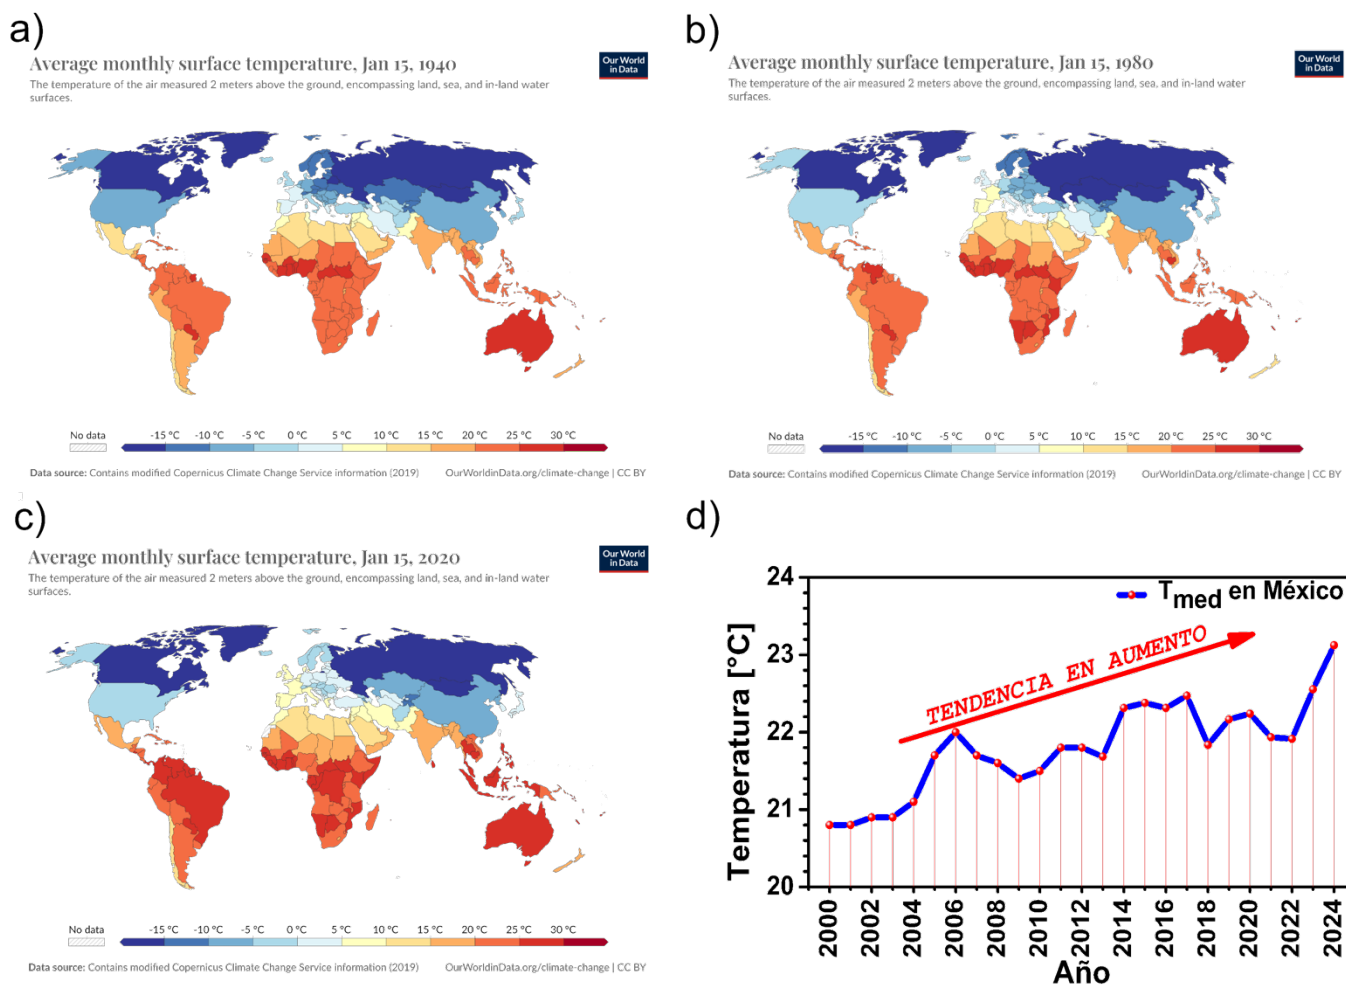 a)
Average monthly surface temperature, Jan 15, 1940
Our World
in Data
The temperature of the air measured 2 meters above the ground, encompassing land, sea, and in-land water
surfaces.
No data
-15 °C -10 °C -5 °C 0 °C 5 °C 10 °C 15 °C 20 °C 25 °C 30 °C
Data source: Contains modified Copernicus Climate Change Service information (2019) OurWorldinData.org/climate-change | CC BY
b)
Average monthly surface temperature, Jan 15, 1980
Our World
in Data
The temperature of the air measured 2 meters above the ground, encompassing land, sea, and in-land water
surfaces.
No data
-15 °C -10 °C -5 °C 0 °C 5 °C 10 °C 15 °C 20 °C 25 °C 30 °C
Data source: Contains modified Copernicus Climate Change Service information (2019) OurWorldinData.org/climate-change | CC BY
c)
Average monthly surface temperature, Jan 15, 2020
Our World
in Data
The temperature of the air measured 2 meters above the ground, encompassing land, sea, and in-land water
surfaces.
No data
-15 °C -10 °C -5 °C 0 °C 5 °C 10 °C 15 °C 20 °C 25 °C 30 °C
Data source: Contains modified Copernicus Climate Change Service information (2019) OurWorldinData.org/climate-change | CC BY
d)
Tmed en México
TENDENCIA EN AUMENTO
Temperatura [°C]
24
23
22
21
20
2000 2002 2004 2006 2008 2010 2012 2014 2016 2018 2020 2022 2024
Año